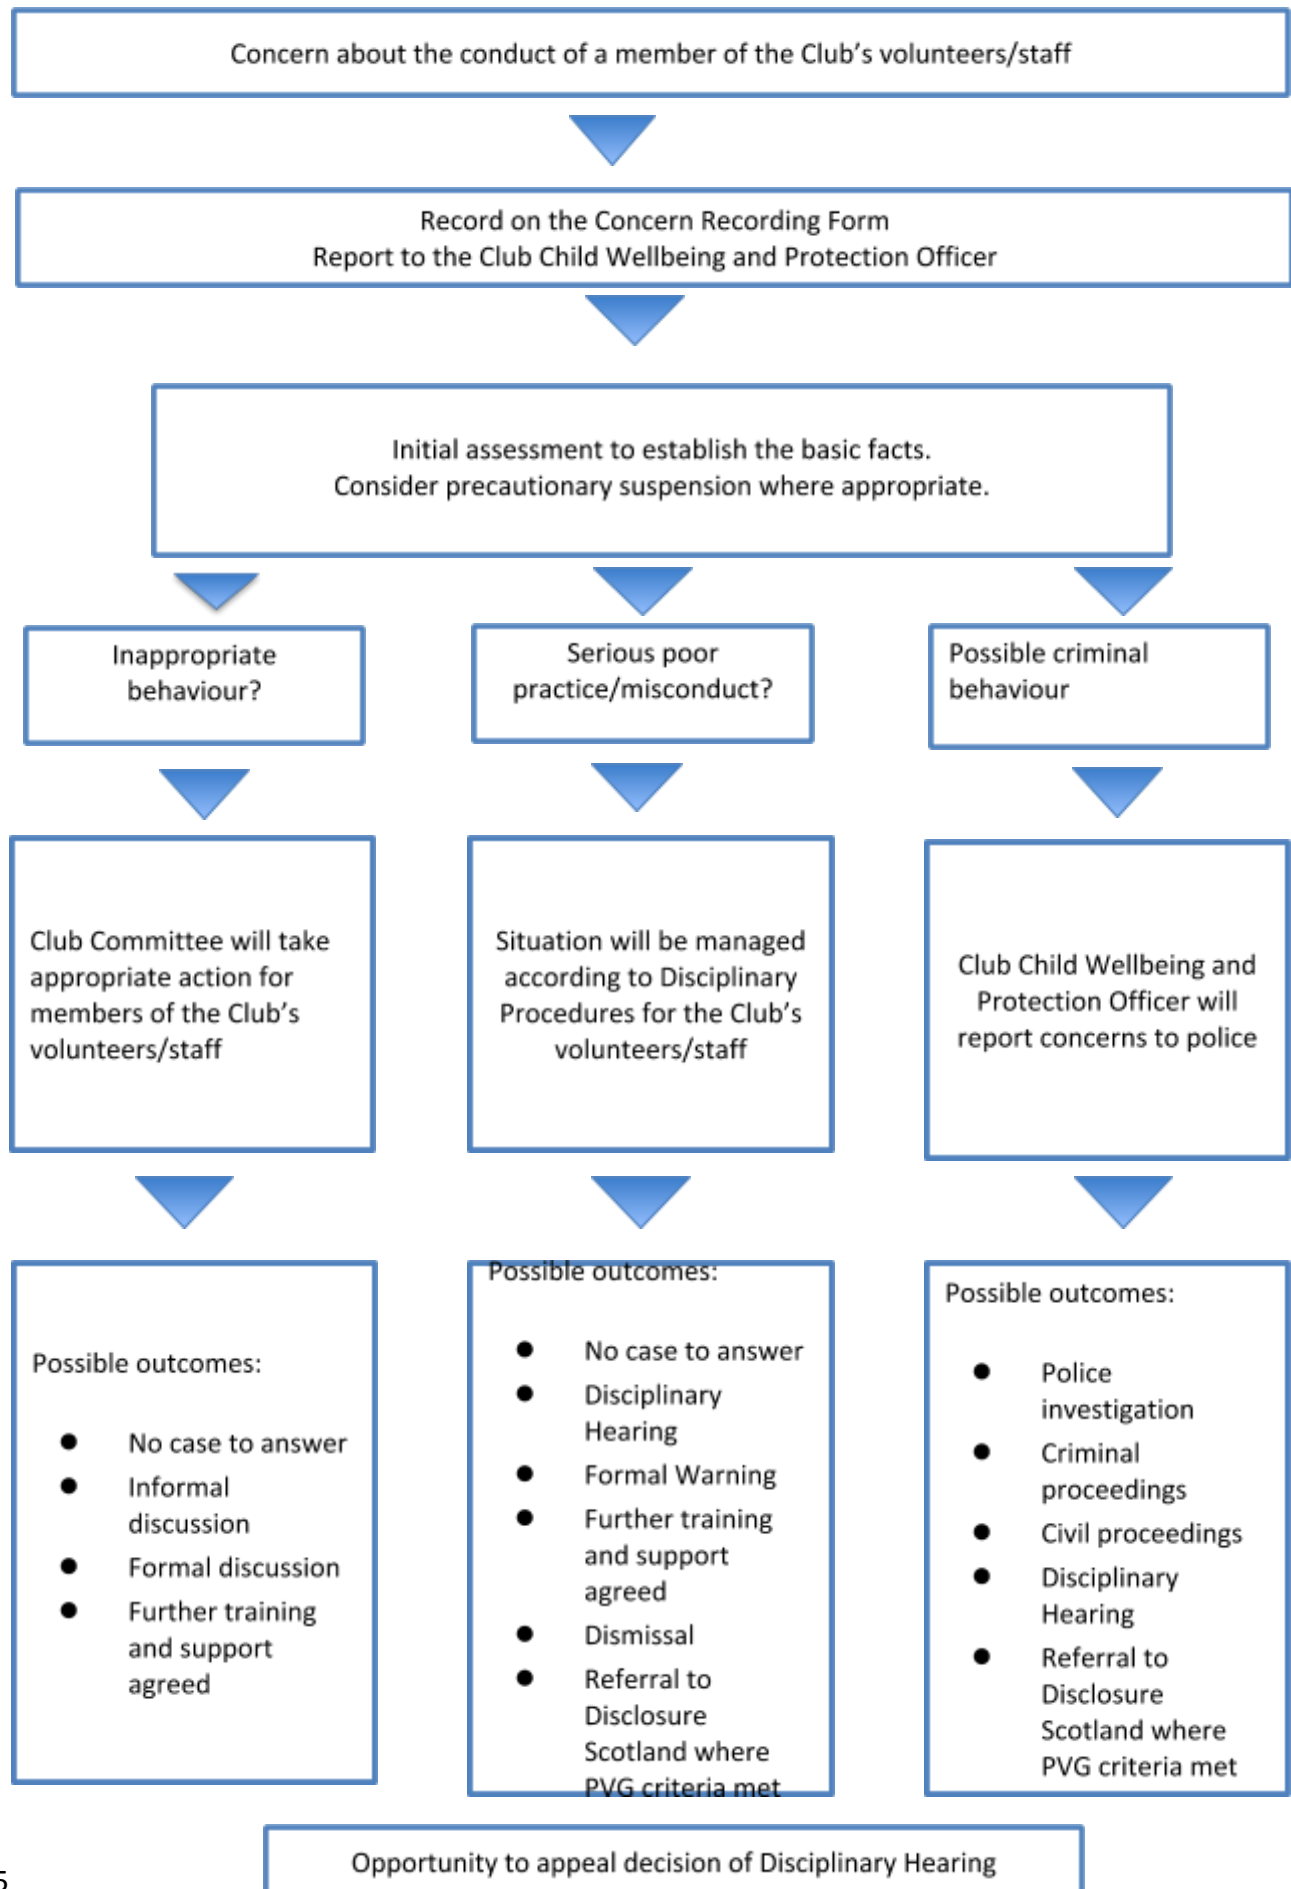 Concern about the conduct of a member of the Club’s volunteers/staff
Record on the Concern Recording Form
Report to the Club Child Wellbeing and Protection Officer
Initial assessment to establish the basic facts.
Consider precautionary suspension where appropriate.
Inappropriate
behaviour?
Serious poor
practice/misconduct?
Possible criminal
behaviour
Club Committee will take
appropriate action for
members of the Club’s
volunteers/staff
Situation will be managed
according to Disciplinary
Procedures for the Club’s
volunteers/staff
Club Child Wellbeing and
Protection Officer will
report concerns to police
Possible outcomes:
● No case to answer
● Informal
discussion
● Formal discussion
● Further training
and support
agreed
Possible outcomes:
● No case to answer
● Disciplinary
Hearing
● Formal Warning
● Further training
and support
agreed
● Dismissal
● Referral to
Disclosure
Scotland where
PVG criteria met
Possible outcomes:
● Police
investigation
● Criminal
proceedings
● Civil proceedings
● Disciplinary
Hearing
● Referral to
Disclosure
Scotland where
PVG criteria met
Opportunity to appeal decision of Disciplinary Hearing
5